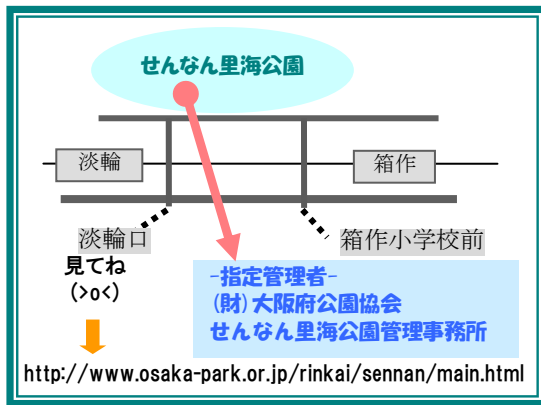 せんなん里海公園
淡輪
箱作
淡輪口
箱作小学校前
見てね
(>o<)
-指定管理者-
(財)大阪府公園協会
せんなん里海公園管理事務所
http://www.osaka-park.or.jp/rinkai/sennan/main.html